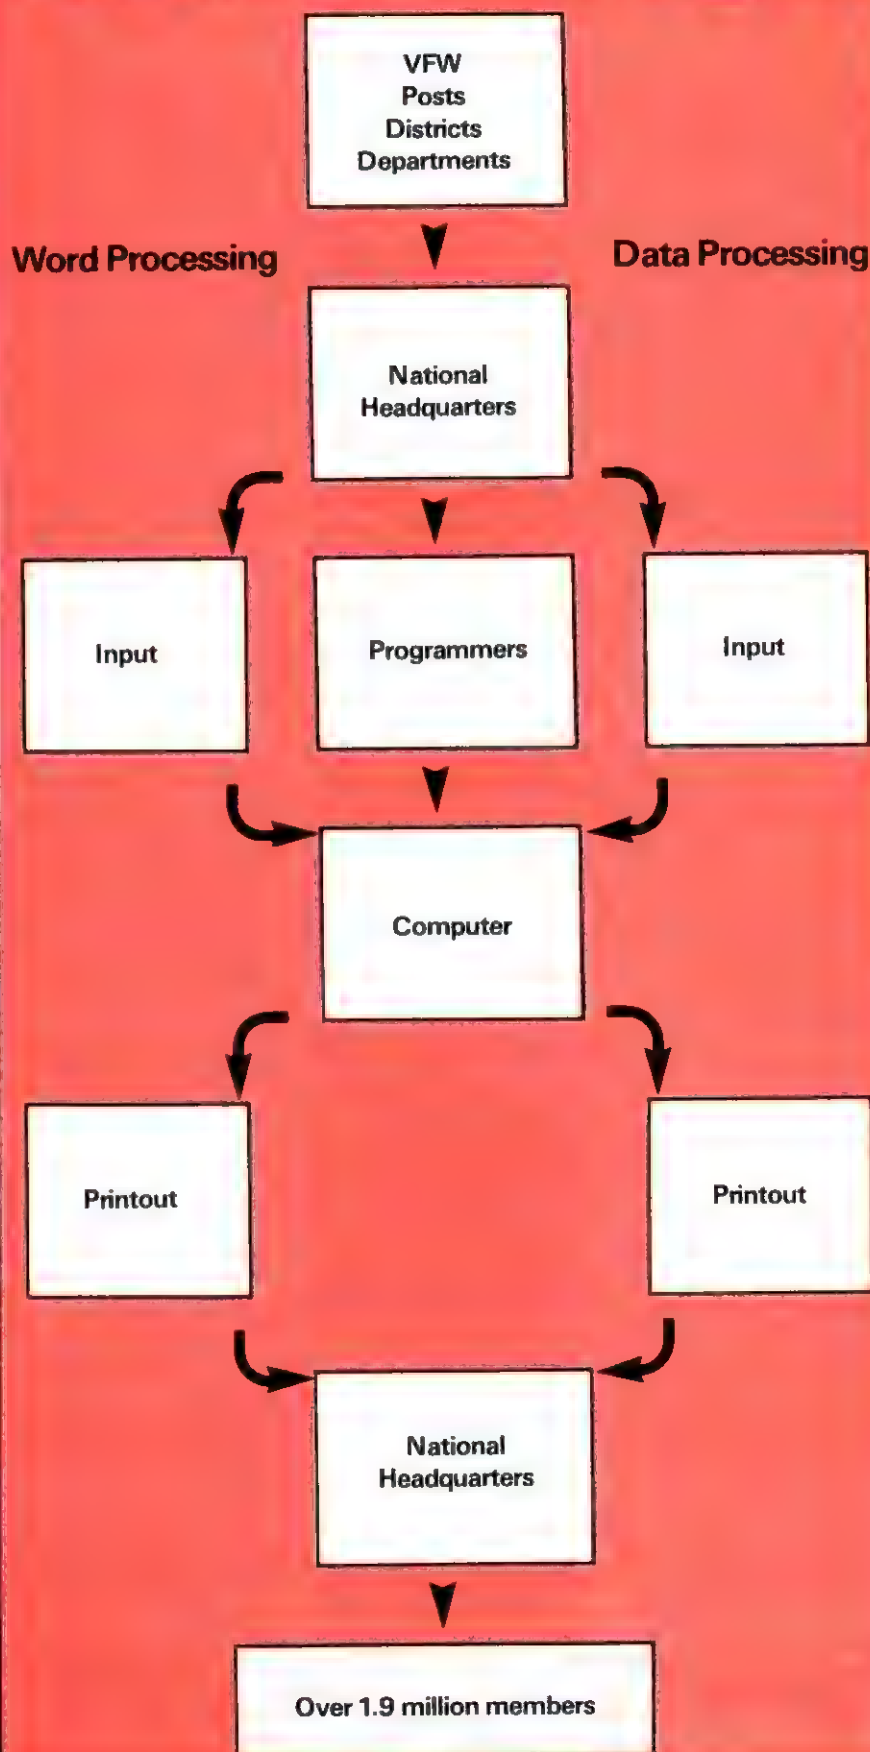 VFW
Posts
Districts
Departments
Word Processing
Data Processing
National
Headquarters
Input
Programmers
Input
Computer
Printout
Printout
National
Headquarters
Over 1.9 million members